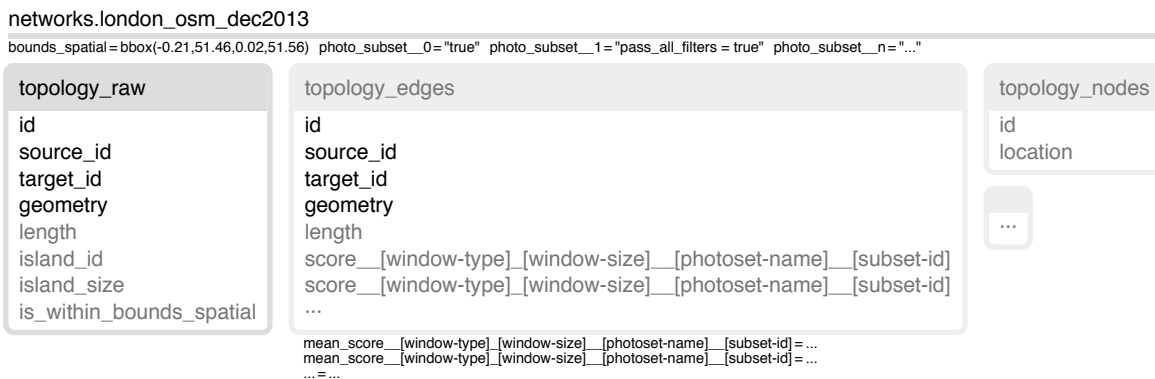 networks.london_osm_dec2013
bounds_spatial=bbox(-0.21,51.46,0.02,51.56) photo_subset__0="true" photo_subset__1="pass_all_filters = true" photo_subset__n="..."
topology_raw
id
source_id
target_id
geometry
length
island_id
island_size
is_within_bounds_spatial
topology_edges
id
source_id
target_id
geometry
length
score__[window-type]_[window-size]__[photoset-name]__[subset-id]
score__[window-type]_[window-size]__[photoset-name]__[subset-id]
...
mean_score__[window-type]_[window-size]__[photoset-name]__[subset-id]=...
mean_score__[window-type]_[window-size]__[photoset-name]__[subset-id]=...
...=...
topology_nodes
id
location
...